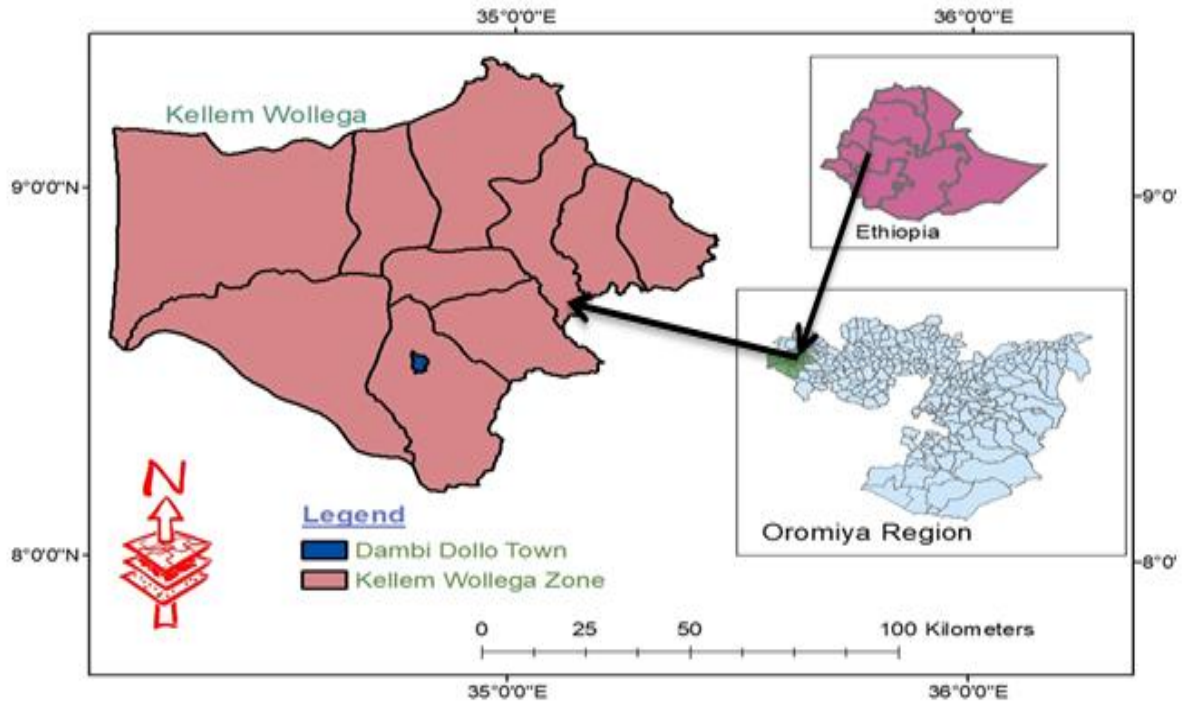 35°0'0"E
36°0'0"E
Kellem Wollega
9°0'0"N
9°0'
Ethiopia
Oromiya Region
N
Legend
Dambi Dollo Town
Kellem Wollega Zone
8°0'0"N
8°0'
0 25 50 100 Kilometers
35°0'0"E
36°0'0"E